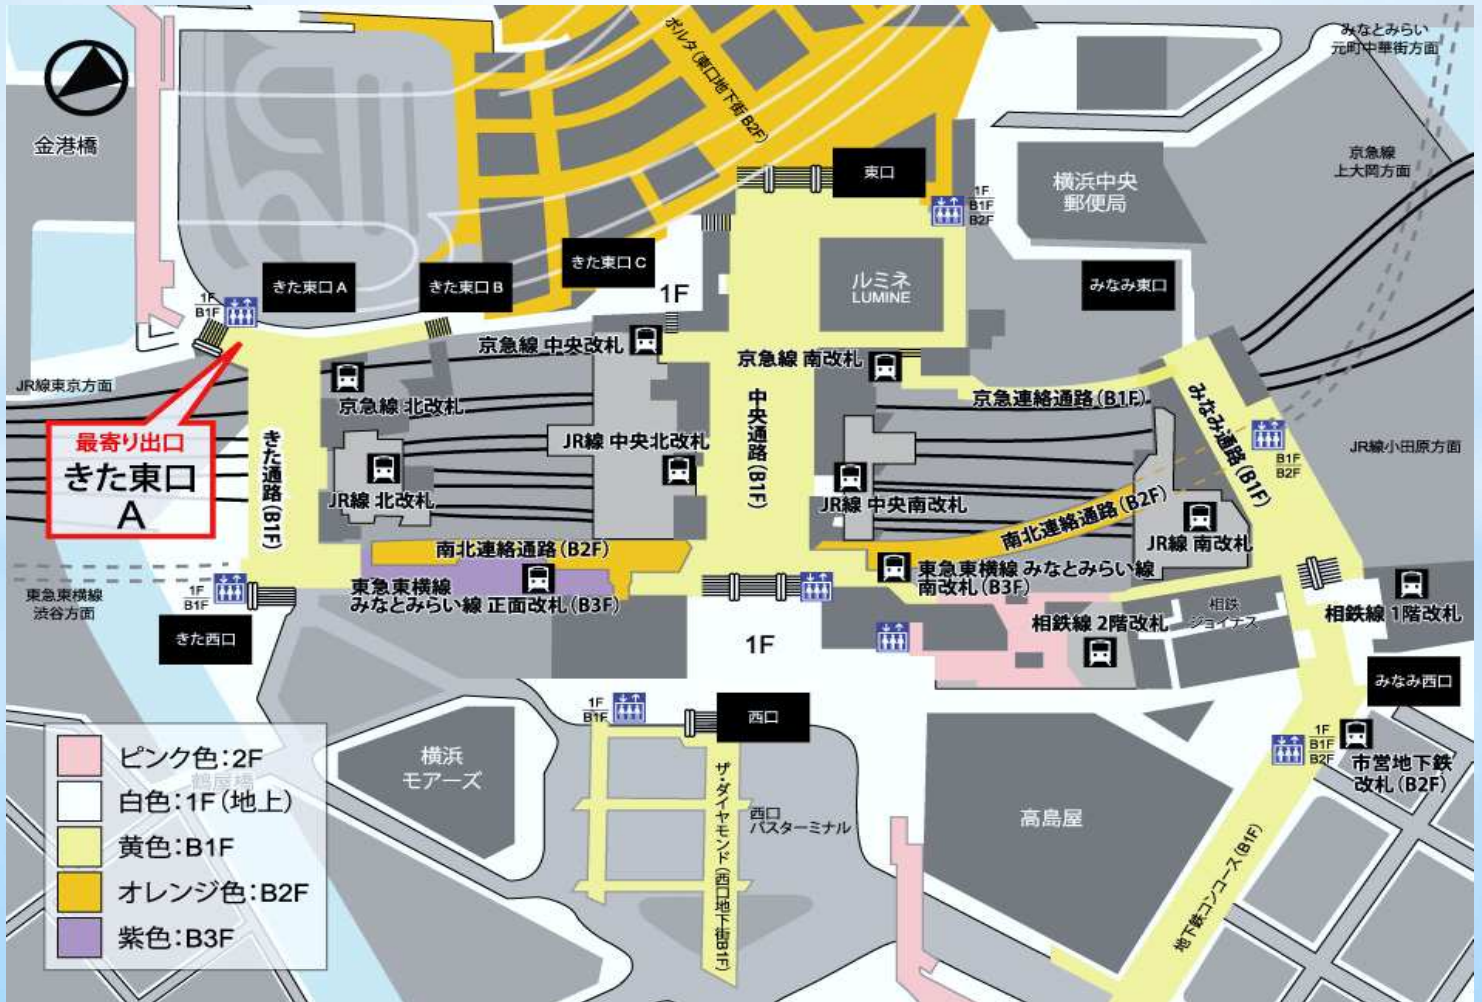 みなとみらい
元町中華街方面
ポルタ(東口地下街B2F)
金港橋
京急線
上大岡方面
東口
横浜中央
郵便局
1F
B1F
B2F
きた東口 C
きた東口 A
きた東口 B
ルミネ
LUMINE
みなみ東口
1F
B1F
1F
京急線 中央改札
京急線 南改札
JR線東京方面
京急線 北改札
中央通路(B1F)
京急連絡通路(B1F)
みなみ通路(B1F)
最寄り出口
きた東口
A
きた通路(B1F)
JR線 中央北改札
JR線小田原方面
B1F
B2F
JR線 北改札
JR線 中央南改札
南北連絡通路(B2F)
JR線 南改札
南北連絡通路(B2F)
東急東横線
渋谷方面
1F
B1F
東急東横線
みなとみらい線 正面改札(B3F)
東急東横線 みなとみらい線
南改札(B3F)
相鉄
ジョイナス
相鉄線 1階改札
相鉄線 2階改札
きた西口
1F
みなみ西口
1F
B1F
西口
1F
B1F
B2F
市営地下鉄
改札(B2F)
横浜
モアーズ
ザ・ダイヤモンド(西口地下街B1F)
西口
バスターミナル
高島屋
地下鉄コンコース(B1F)
ピンク色:2F
鶴屋橋
白色:1F(地上)
黄色:B1F
オレンジ色:B2F
紫色:B3F